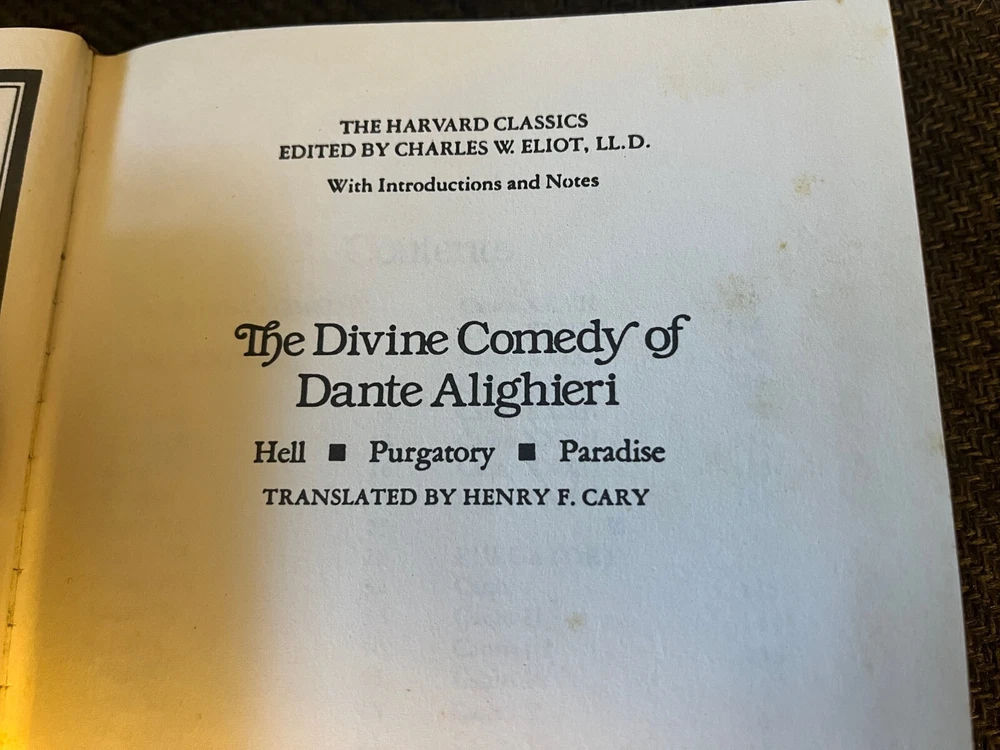 THE HARVARD CLASSICS
EDITED BY CHARLES W. ELIOT, LL.D.
With Introductions and Notes
The Divine Comedy of
Dante Alighieri
Hell ■ Purgatory ■ Paradise
TRANSLATED BY HENRY F. CARY